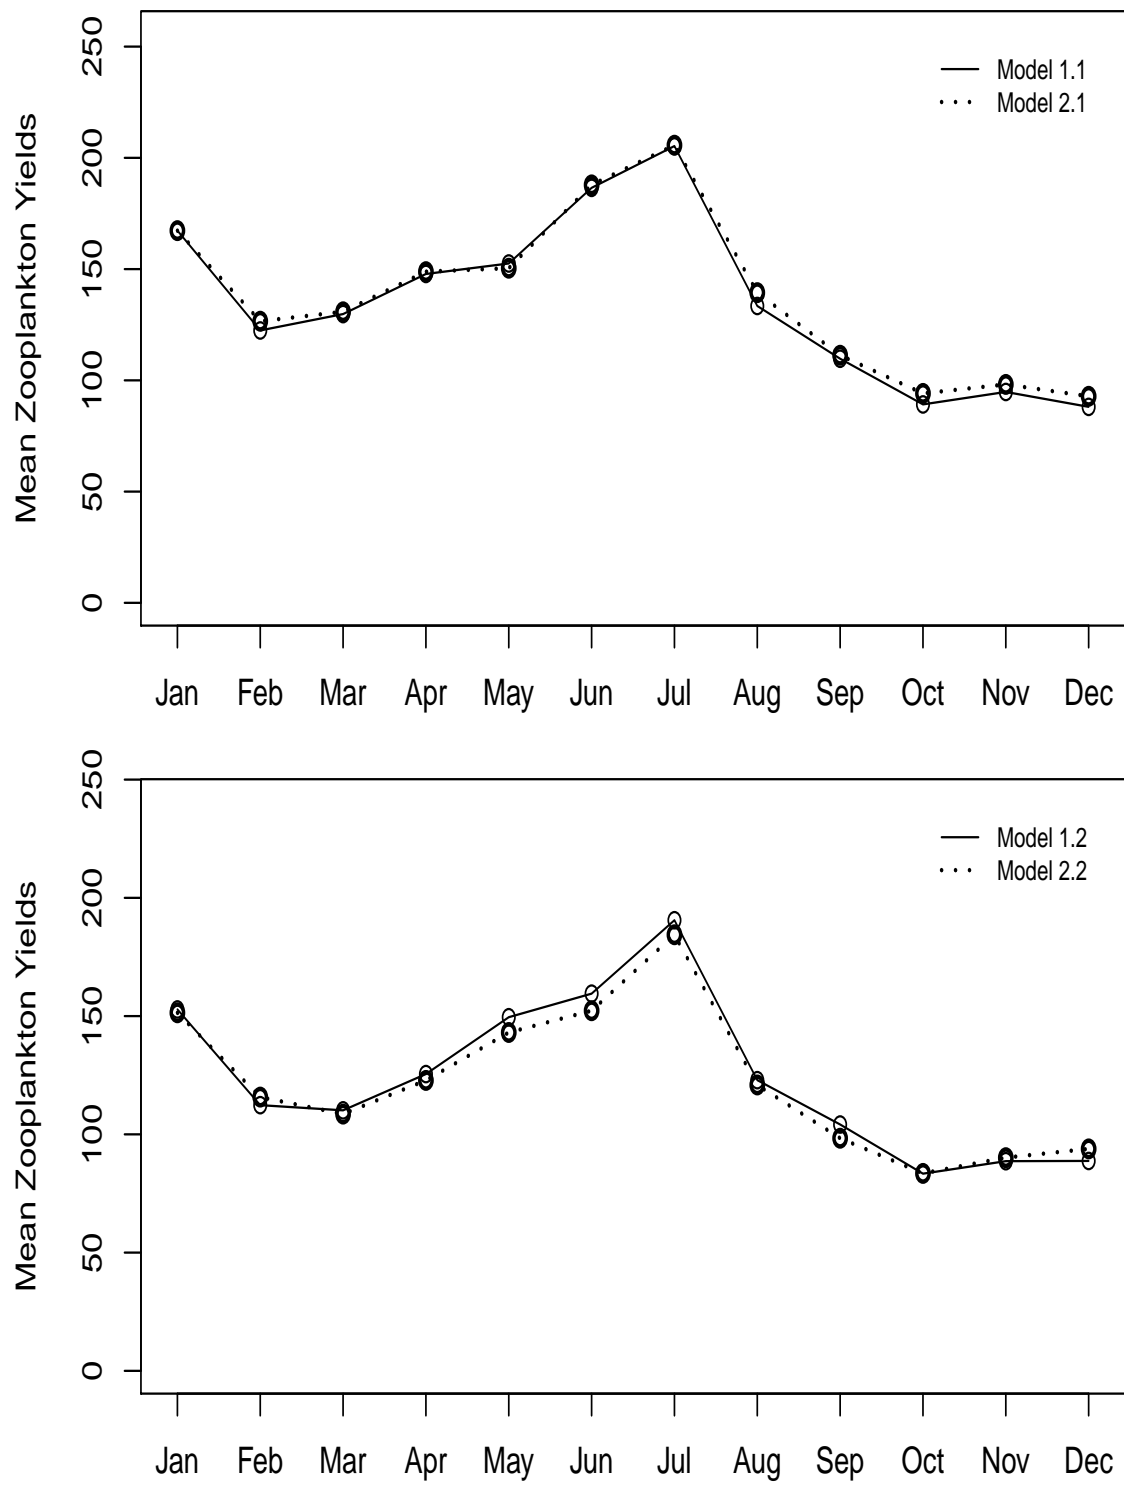 Mean Zooplankton Yields
250
200
150
100
50
0
Model 1.1
Model 2.1
Jan Feb Mar Apr May Jun Jul Aug Sep Oct Nov Dec
Mean Zooplankton Yields
250
200
150
100
50
0
Model 1.2
Model 2.2
Jan Feb Mar Apr May Jun Jul Aug Sep Oct Nov Dec